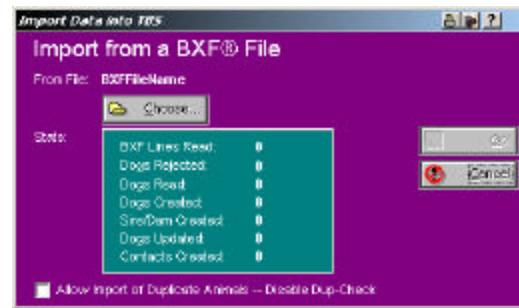 Import Data into TBS
Import from a BXF® File
From File: BXFFileName
Choose...
Stats:
BXF Lines Read: 0
Dogs Rejected: 0
Dogs Read: 0
Dogs Created: 0
Sire/Dam Created: 0
Dogs Updated: 0
Contacts Created: 0
Go
Cancel
Allow Import of Duplicate Animals -- Disable Dup-Check